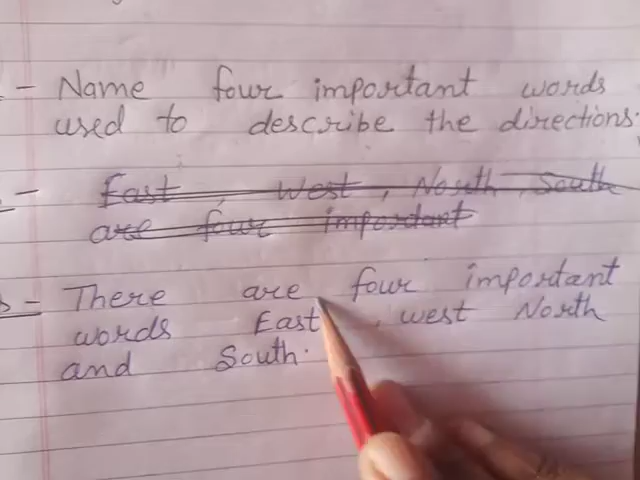 - Name four important words
used to describe the directions.
- East, West, North, South
are four important
- There are four important
words East, west North
and South.